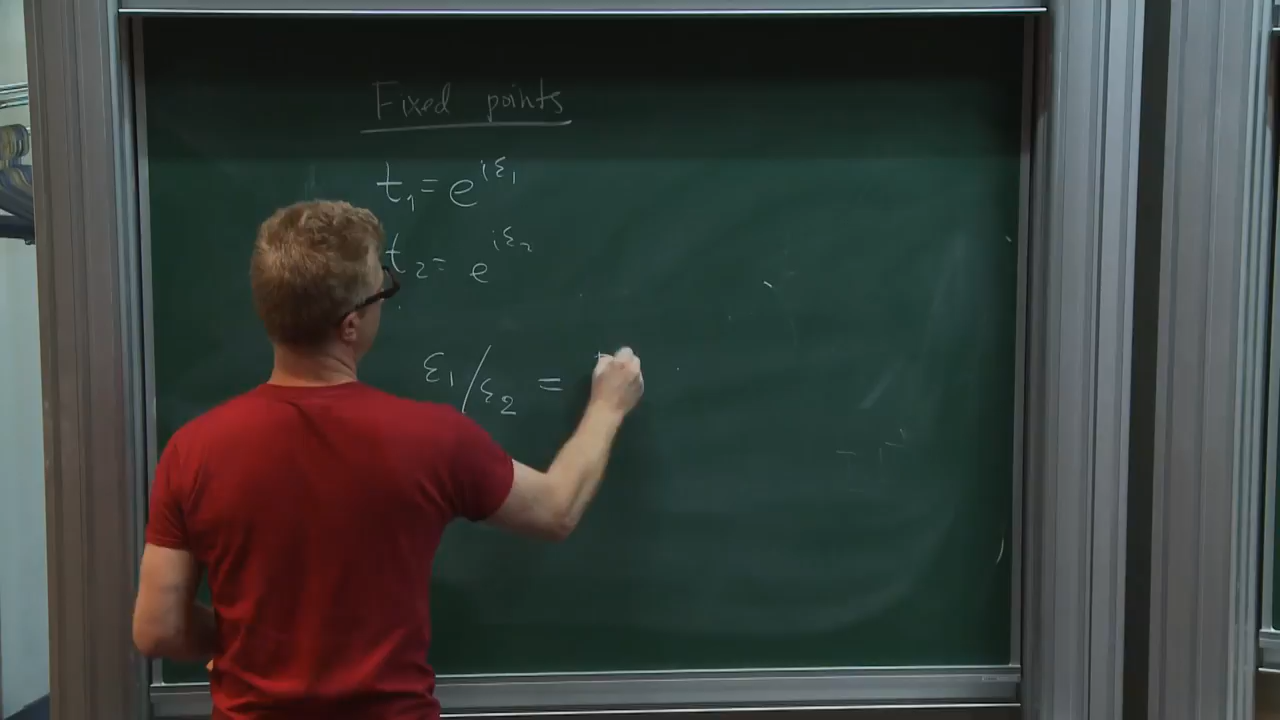 Fixed points
t₁ = e^{iε₁}
t₂ = e^{iε₂}
ε₁/ε₂ =